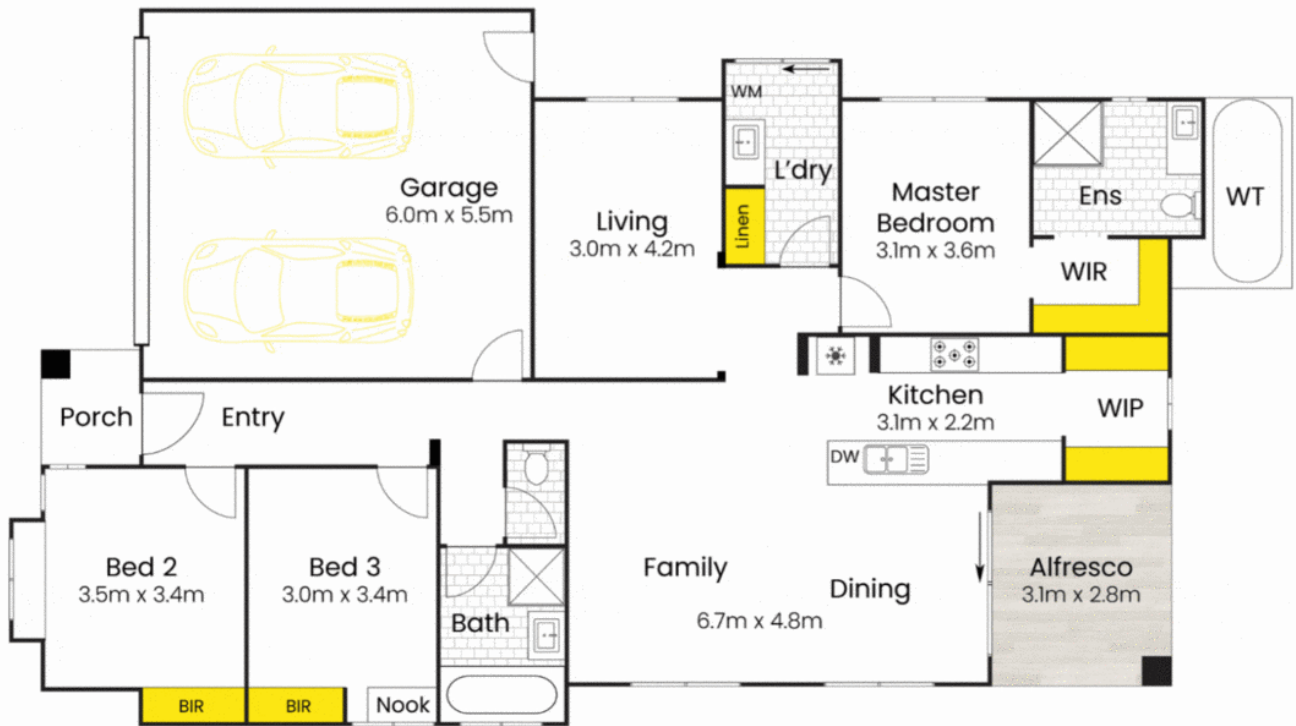 Garage
6.0m x 5.5m
Living
3.0m x 4.2m
WM
L'dry
Linen
Master
Bedroom
3.1m x 3.6m
Ens
WIR
WT
Porch
Entry
Kitchen
3.1m x 2.2m
WIP
DW
Bed 2
3.5m x 3.4m
BIR
Bed 3
3.0m x 3.4m
BIR
Nook
Bath
Family
Dining
6.7m x 4.8m
Alfresco
3.1m x 2.8m